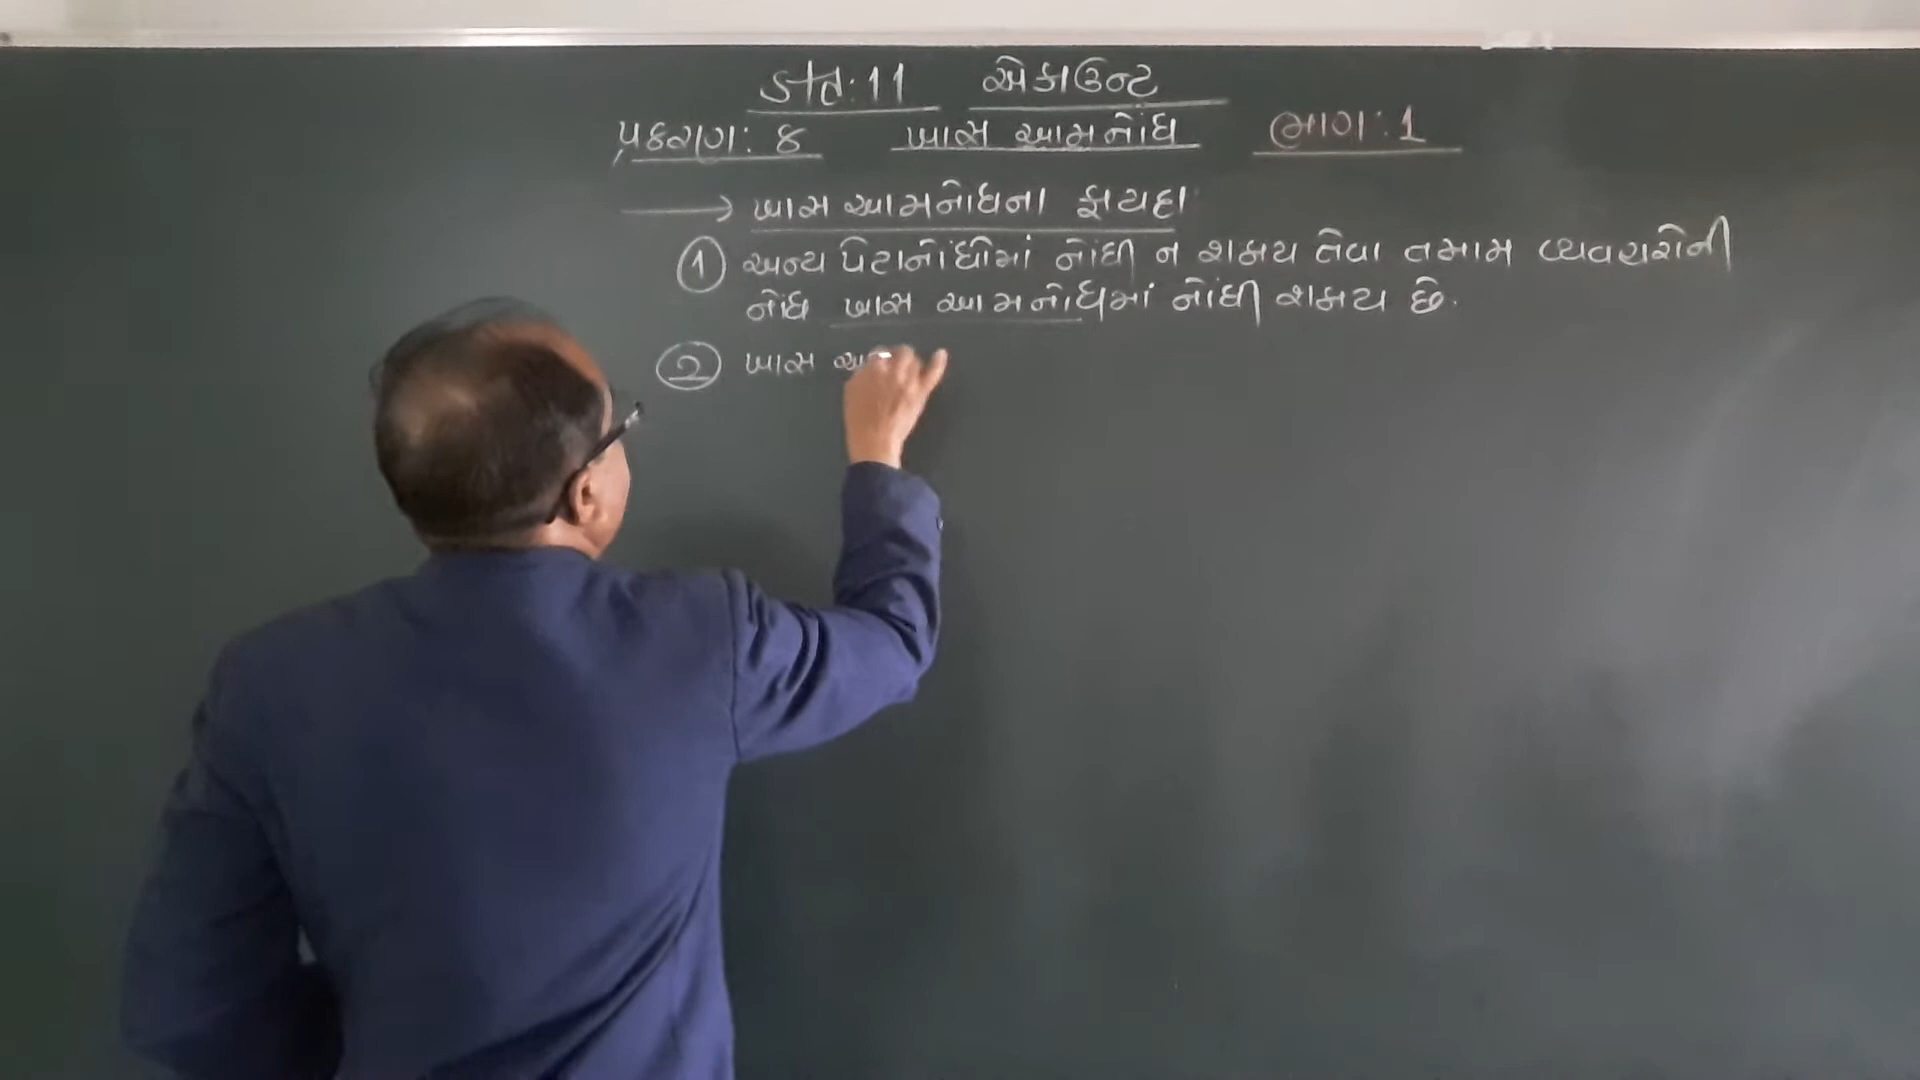 ધોરણ: 11 એકાઉન્ટ
પ્રકરણ: 8 ખાસ આમનોંધ ભાગ: 1
→ ખાસ આમનોંધના ફાયદા
① અન્ય પેટાનોંધોમાં નોંધી ન શકાય તેવા તમામ વ્યવહારોની
નોંધ ખાસ આમનોંધમાં નોંધી શકાય છે.
② ખાસ